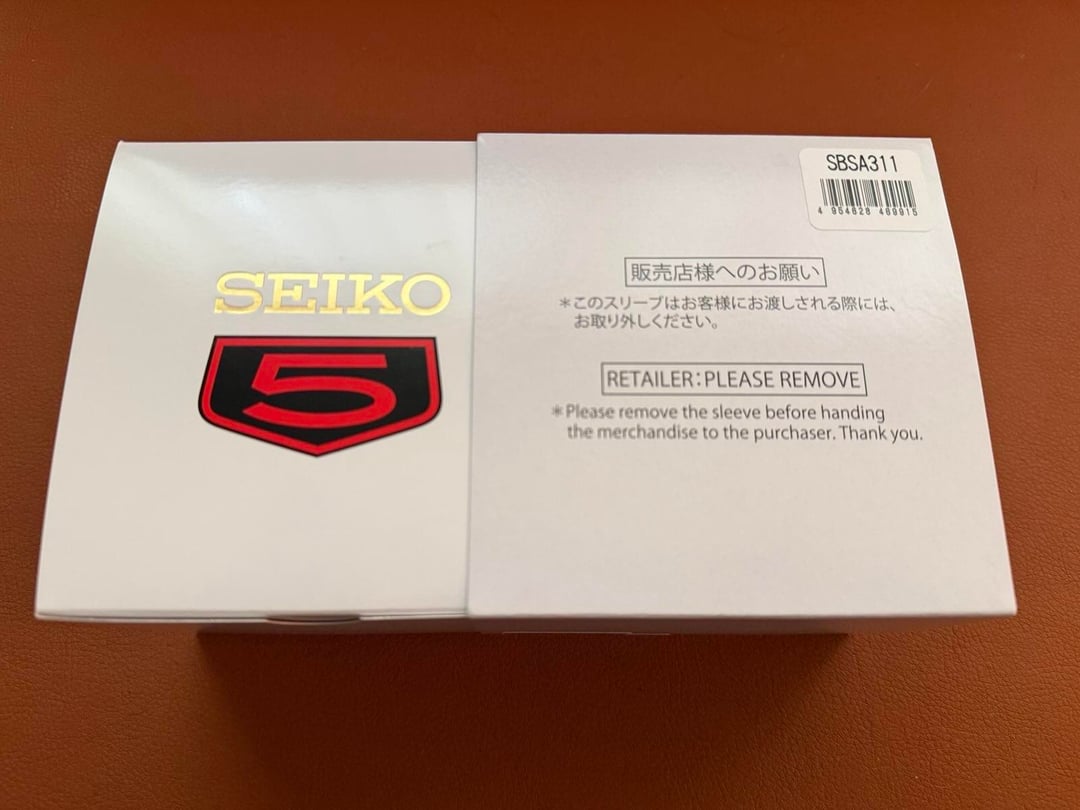 SEIKO
5
SBSA311
4 954628 469915
販売店様へのお願い
＊このスリーブはお客様にお渡しされる際には、
お取り外しください。
RETAILER:PLEASE REMOVE
＊Please remove the sleeve before handing
the merchandise to the purchaser. Thank you.